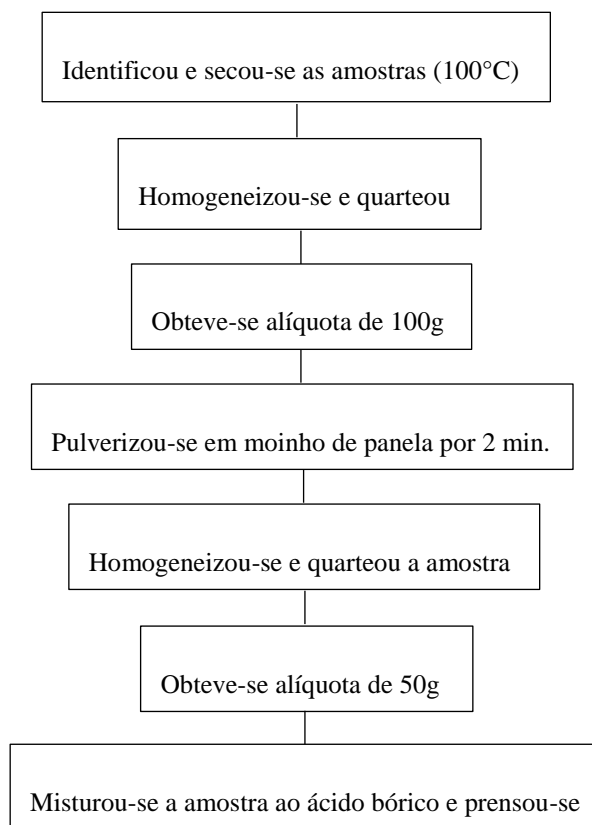 Identificou e secou-se as amostras (100°C)
Homogeneizou-se e quarteou
Obteve-se alíquota de 100g
Pulverizou-se em moinho de panela por 2 min.
Homogeneizou-se e quarteou a amostra
Obteve-se alíquota de 50g
Misturou-se a amostra ao ácido bórico e prensou-se